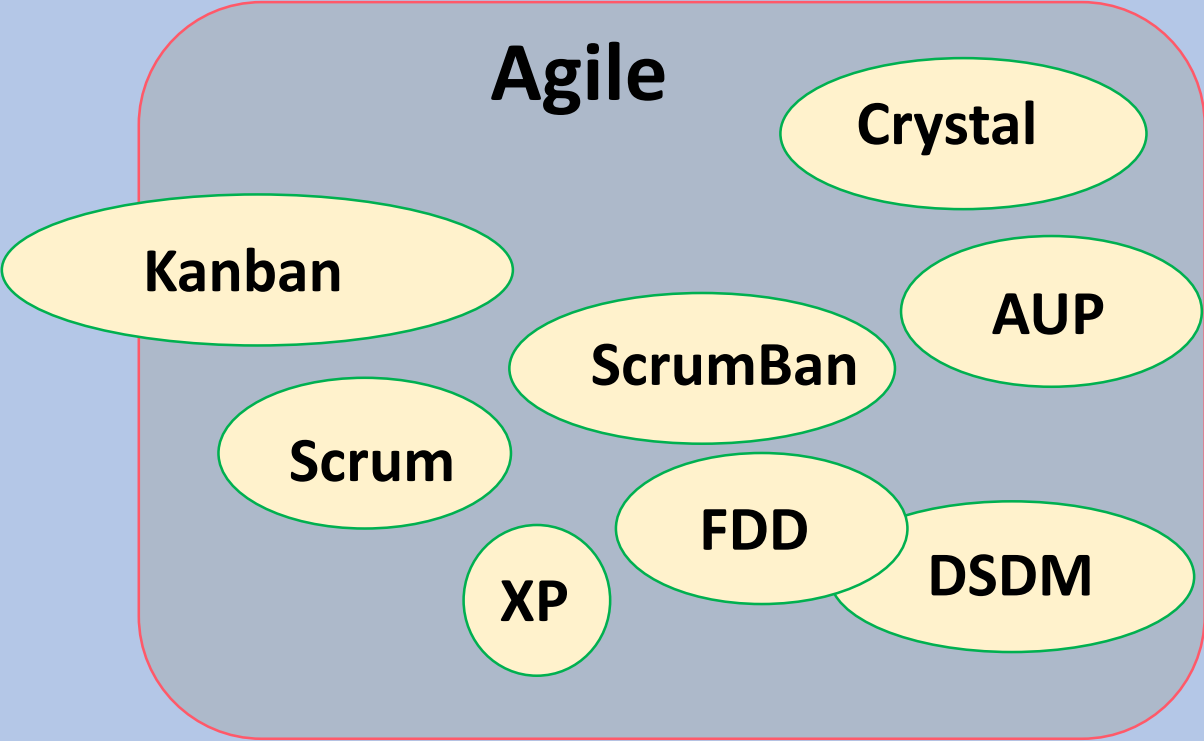 Agile
Crystal
Kanban
AUP
ScrumBan
Scrum
FDD
DSDM
XP